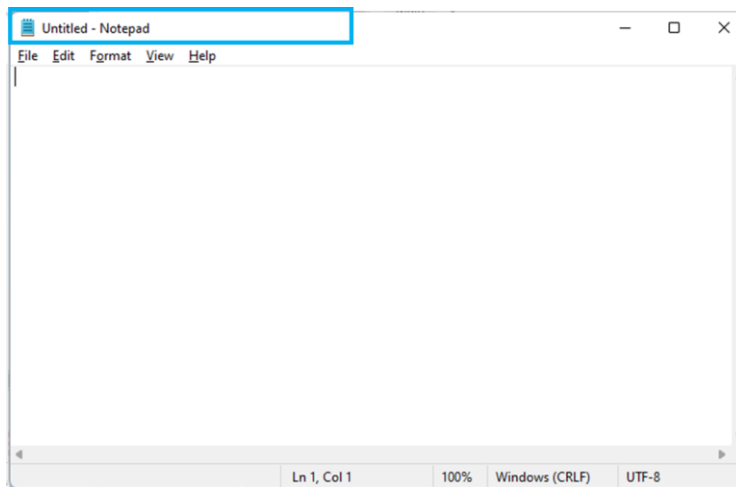 Untitled - Notepad
File Edit Format View Help
Ln 1, Col 1 100% Windows (CRLF) UTF-8